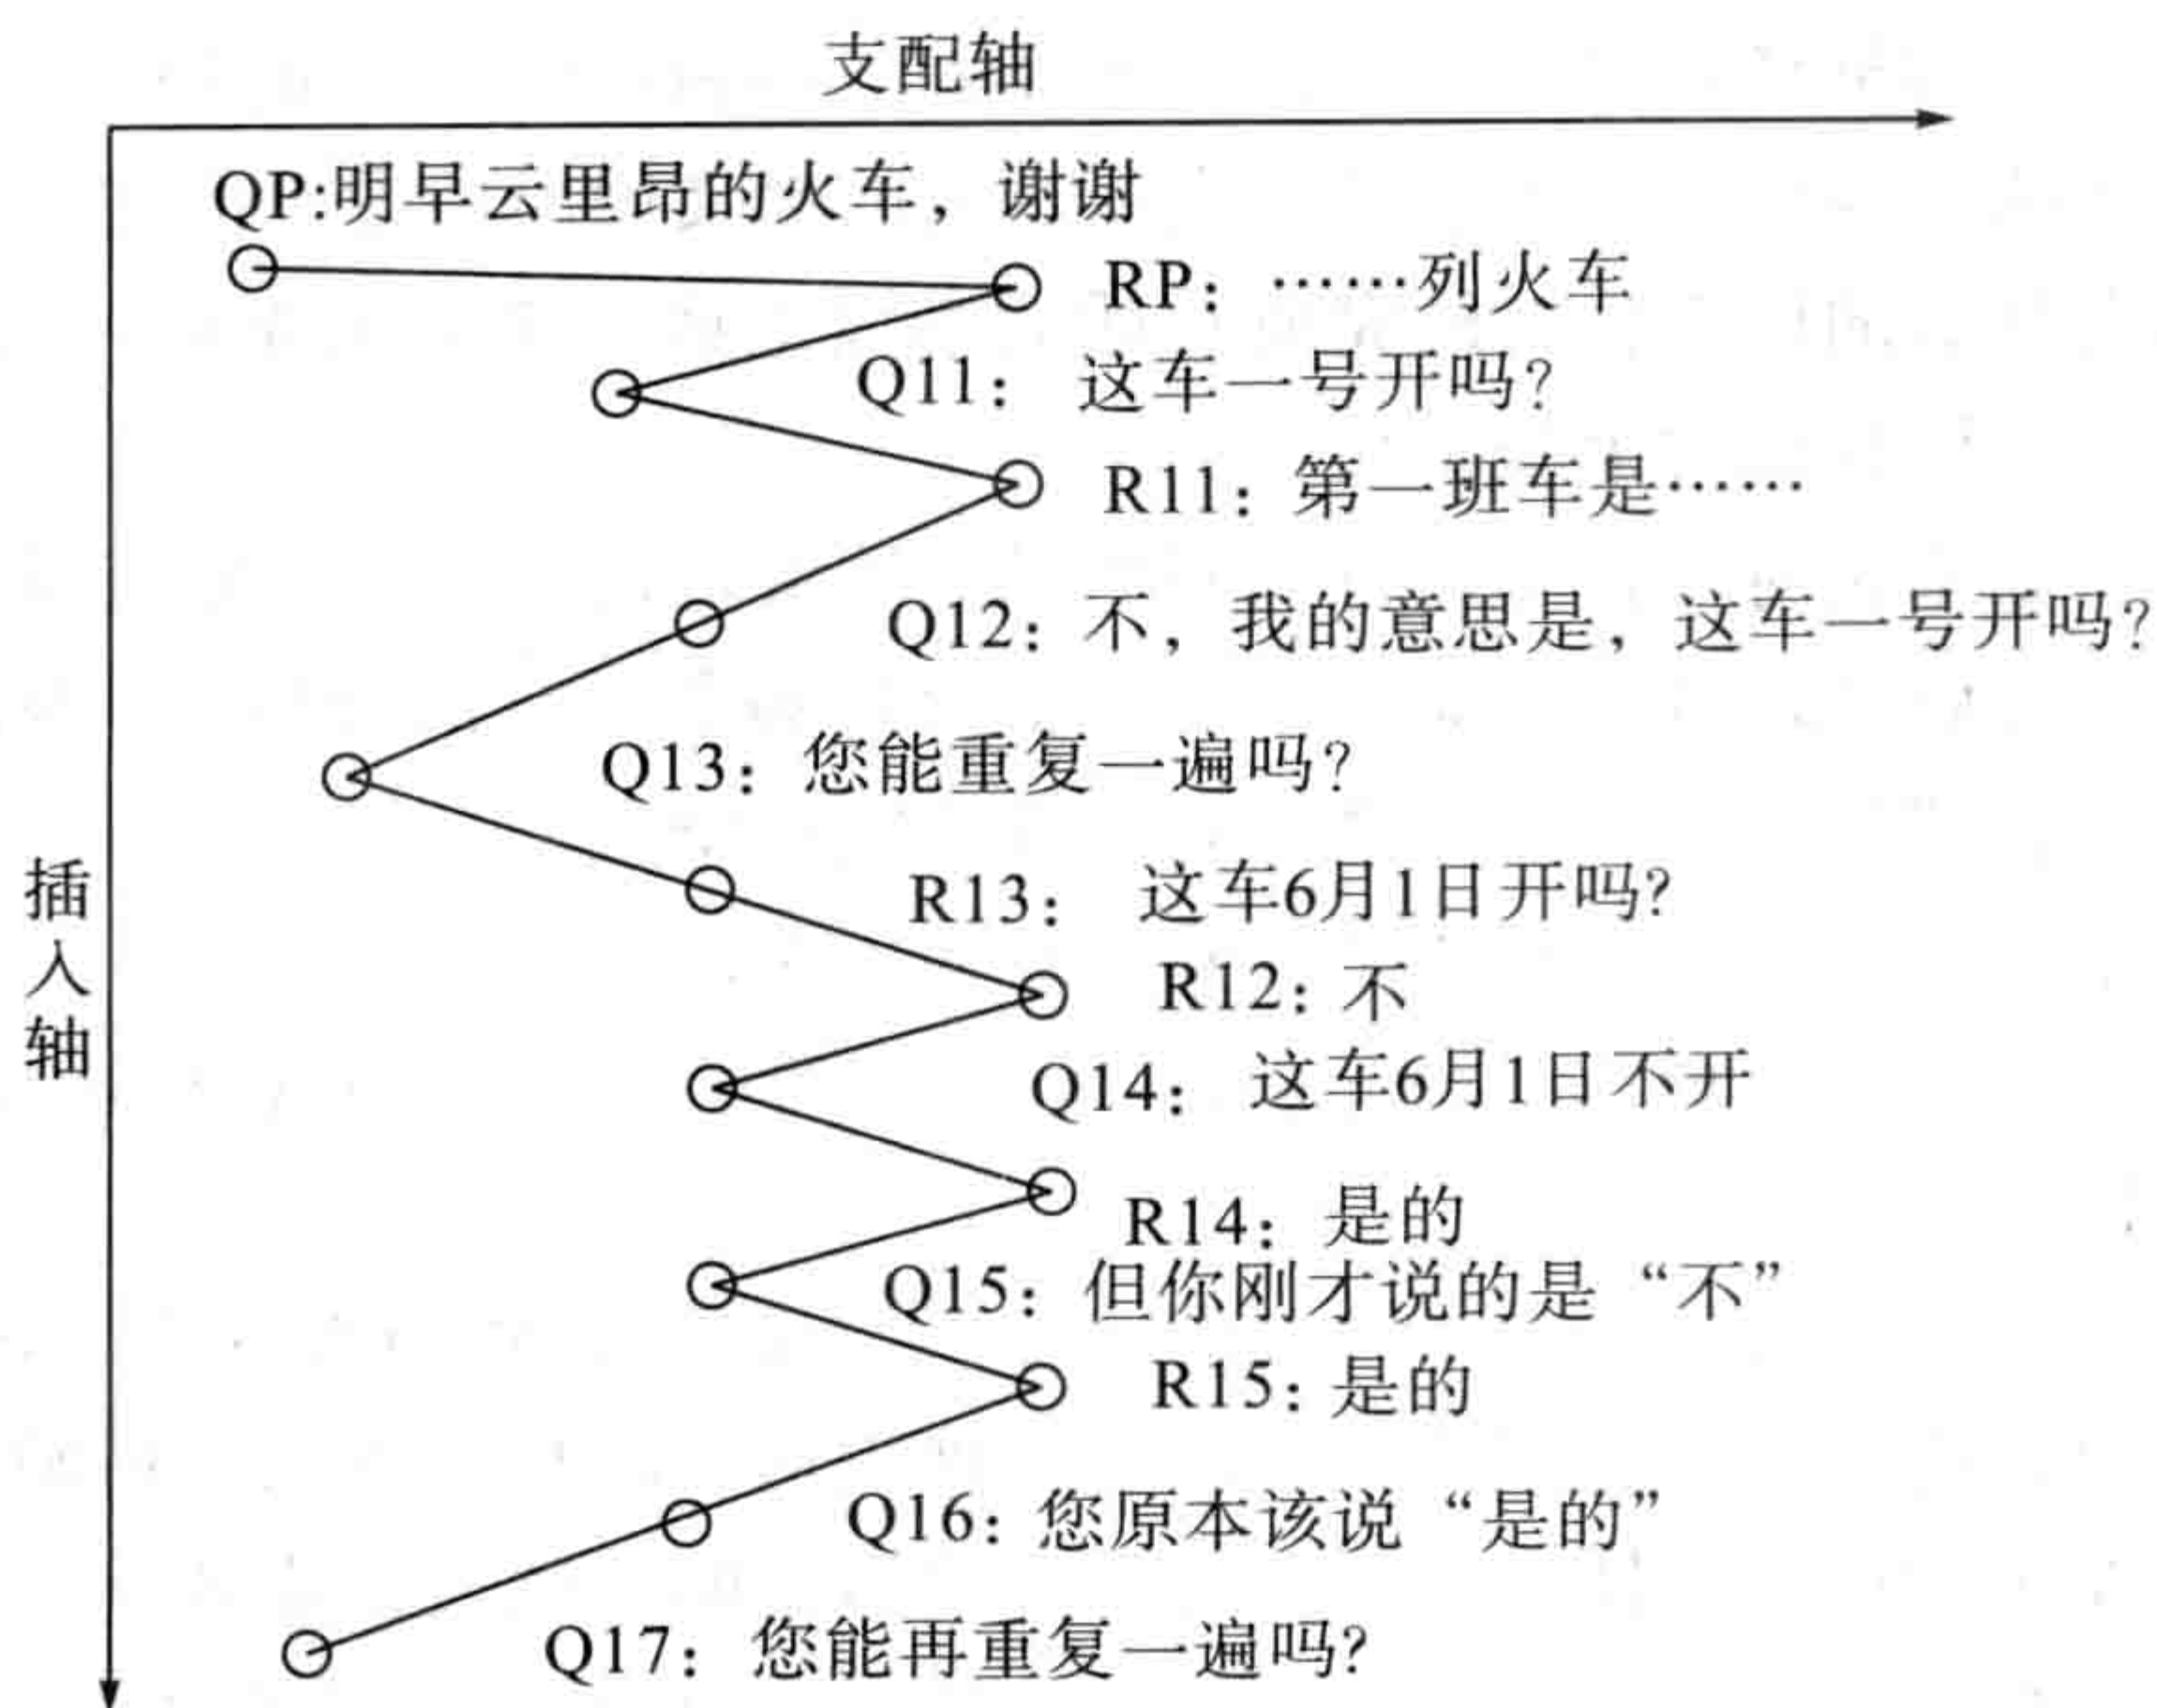 支配轴
QP:明早云里昂的火车，谢谢
RP：……列火车
Q11： 这车一号开吗？
R11：第一班车是……
Q12：不，我的意思是，这车一号开吗？
Q13：您能重复一遍吗？
R13： 这车6月1日开吗？
R12：不
Q14： 这车6月1日不开
R14：是的
Q15：但你刚才说的是“不”
R15：是的
Q16：您原本该说“是的”
Q17：您能再重复一遍吗？
插入轴